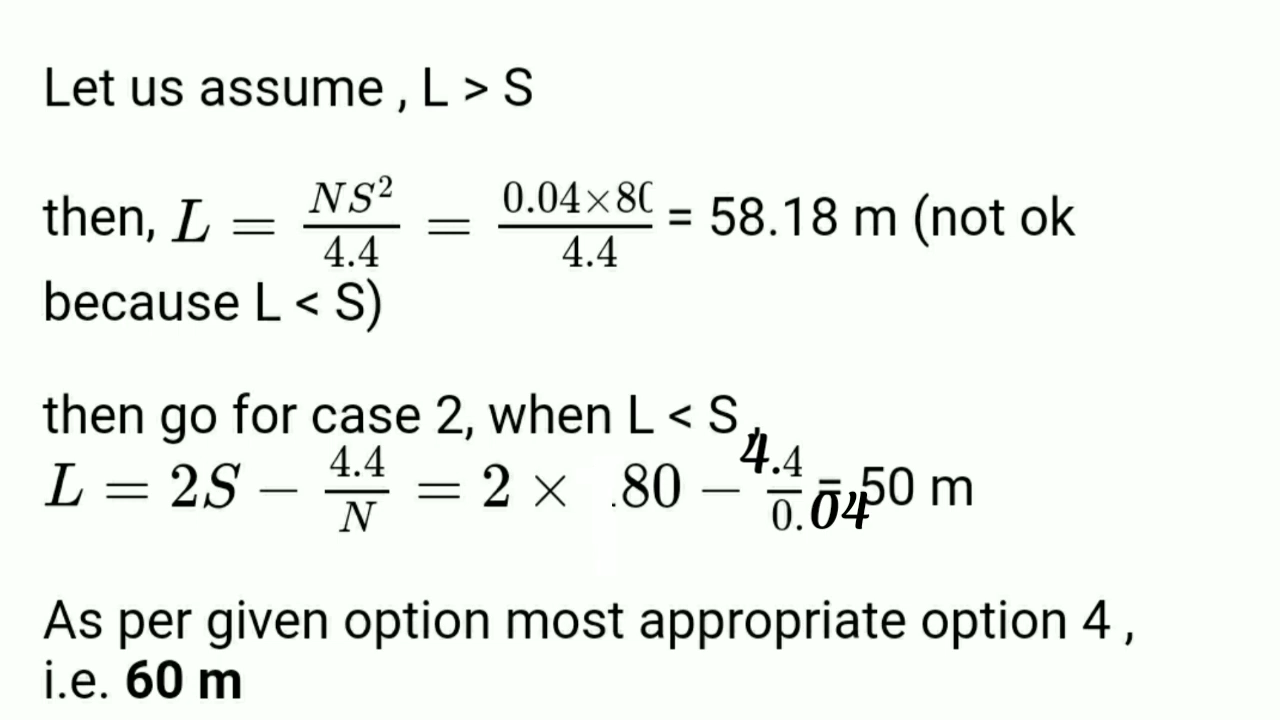 Let us assume , L > S
then, L = NS²/4.4 = 0.04×80/4.4 = 58.18 m (not ok
because L < S)
then go for case 2, when L < S ,
L = 2S − 4.4/N = 2 × .80 − 4.4/0.04 = 50 m
As per given option most appropriate option 4 ,
i.e. 60 m